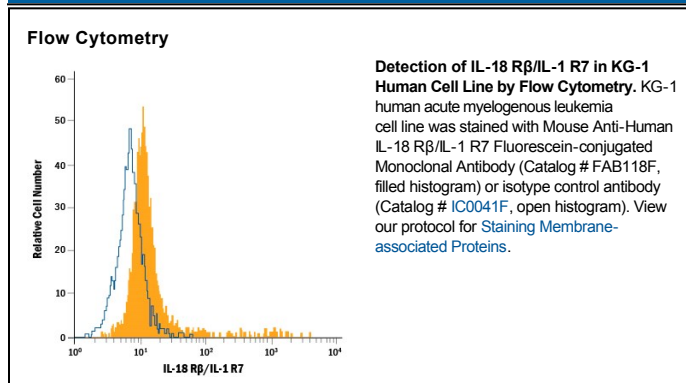 Flow Cytometry
60
50
40
30
20
10
0
Relative Cell Number
10⁰ 10¹ 10² 10³ 10⁴
IL-18 Rβ/IL-1 R7
Detection of IL-18 Rβ/IL-1 R7 in KG-1
Human Cell Line by Flow Cytometry. KG-1
human acute myelogenous leukemia
cell line was stained with Mouse Anti-Human
IL-18 Rβ/IL-1 R7 Fluorescein-conjugated
Monoclonal Antibody (Catalog # FAB118F,
filled histogram) or isotype control antibody
(Catalog # IC0041F, open histogram). View
our protocol for Staining Membrane-
associated Proteins.